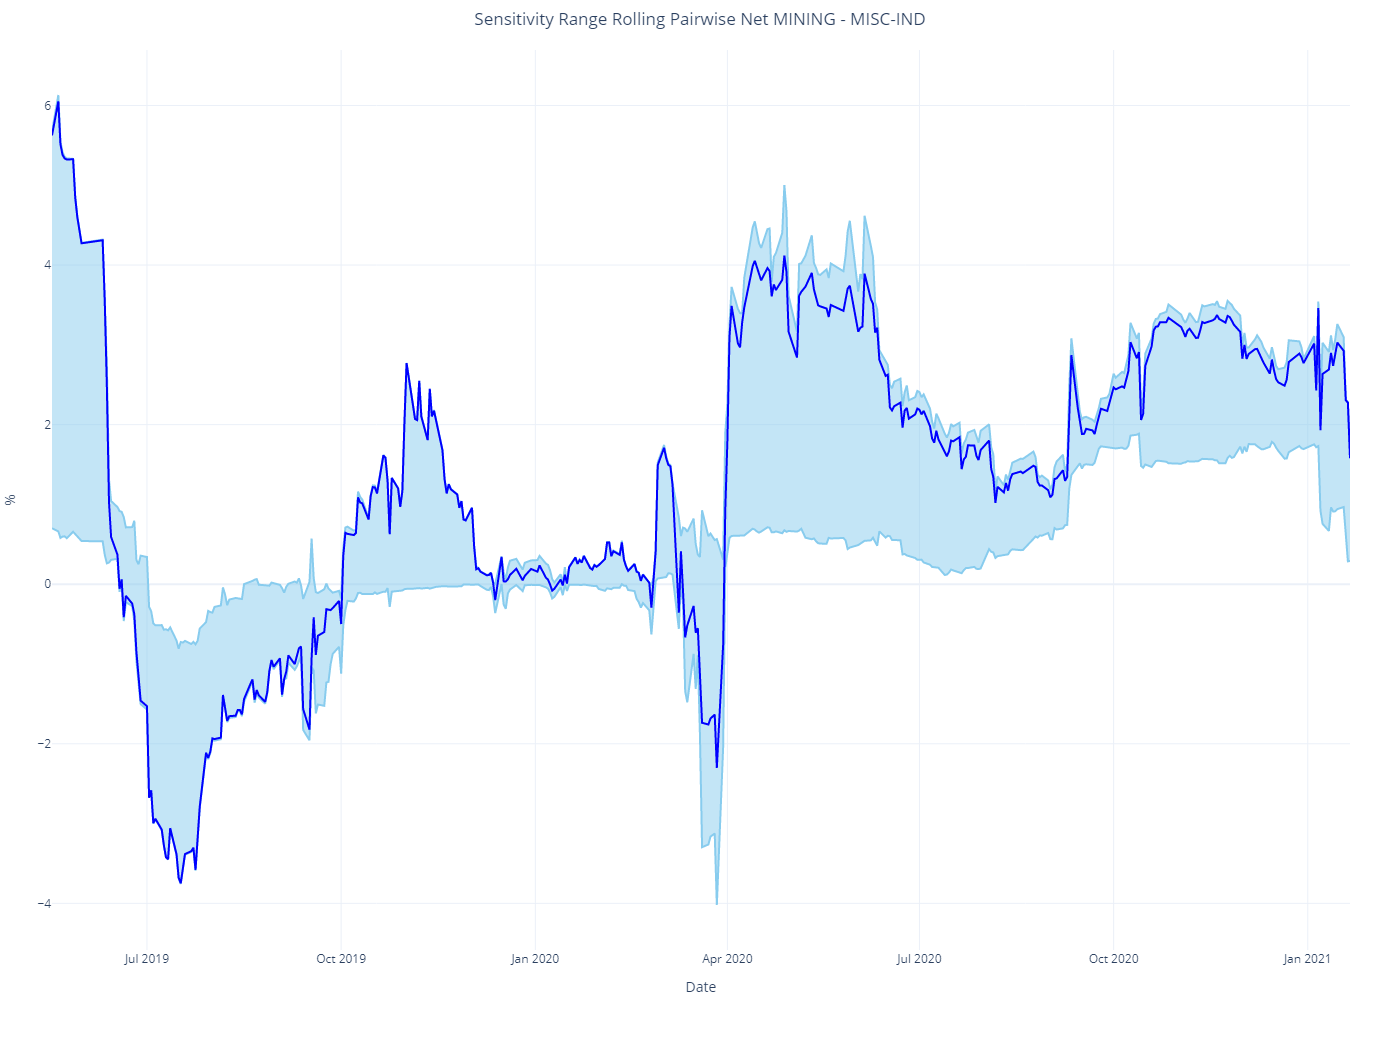 Sensitivity Range Rolling Pairwise Net MINING - MISC-IND
6
4
2
0
−2
−4
%
Jul 2019
Oct 2019
Jan 2020
Apr 2020
Jul 2020
Oct 2020
Jan 2021
Date